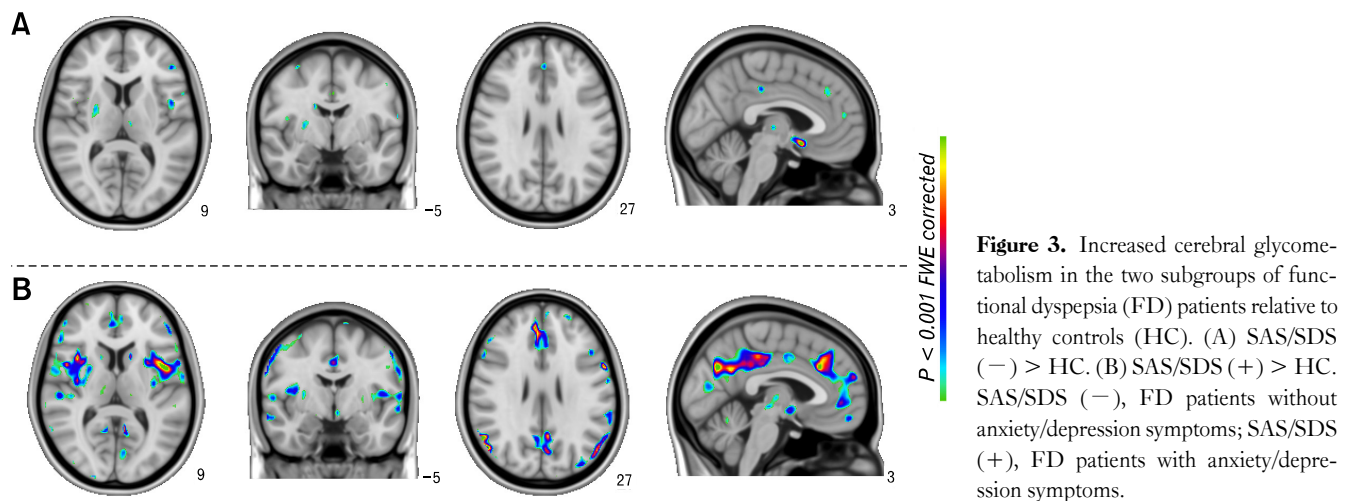 A
9
−5
27
3
B
9
−5
27
3
P < 0.001 FWE corrected
Figure 3. Increased cerebral glycome-
tabolism in the two subgroups of func-
tional dyspepsia (FD) patients relative to
healthy controls (HC). (A) SAS/SDS
(−) > HC. (B) SAS/SDS (+) > HC.
SAS/SDS (−), FD patients without
anxiety/depression symptoms; SAS/SDS
(+), FD patients with anxiety/depre-
ssion symptoms.